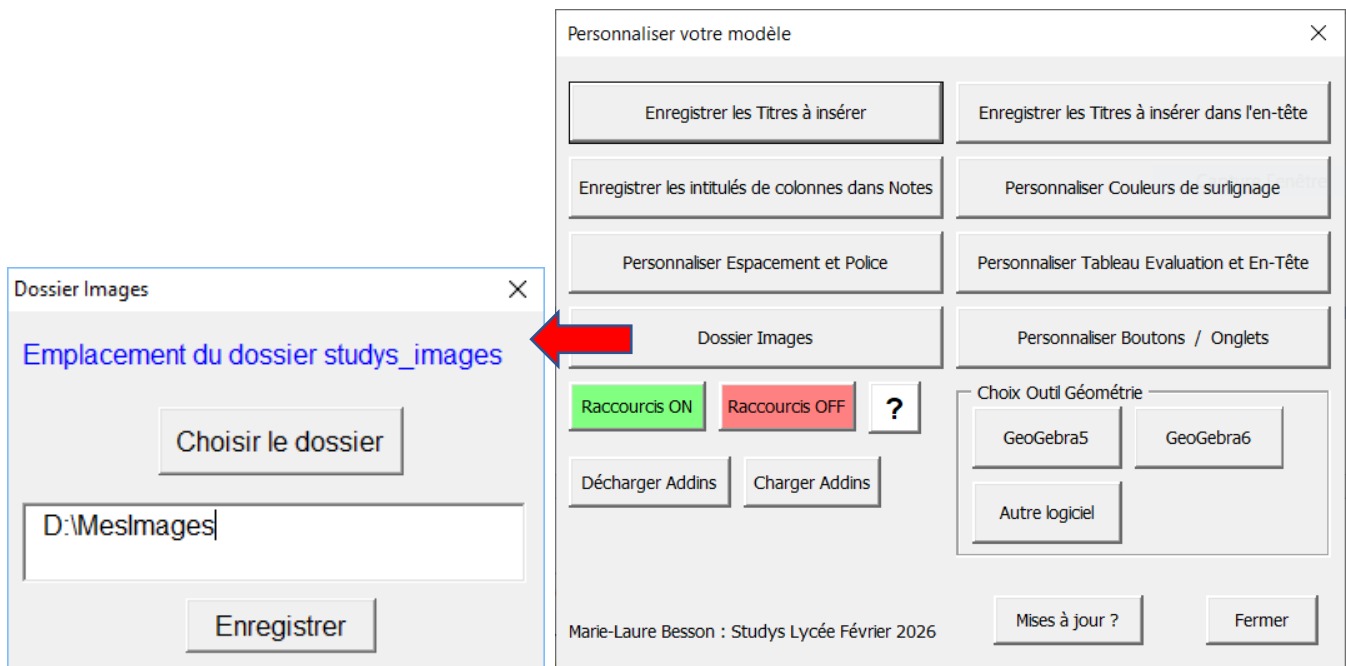 Personnaliser votre modèle
Enregistrer les Titres à insérer
Enregistrer les Titres à insérer dans l'en-tête
Enregistrer les intitulés de colonnes dans Notes
Personnaliser Couleurs de surlignage
Personnaliser Espacement et Police
Personnaliser Tableau Evaluation et En-Tête
Dossier Images
Personnaliser Boutons / Onglets
Raccourcis ON
Raccourcis OFF
?
Choix Outil Géométrie
GeoGebra5
GeoGebra6
Autre logiciel
Décharger Addins
Charger Addins
Marie-Laure Besson : Studys Lycée Février 2026
Mises à jour ?
Fermer
Dossier Images
Emplacement du dossier studys_images
Choisir le dossier
D:\MesImages
Enregistrer